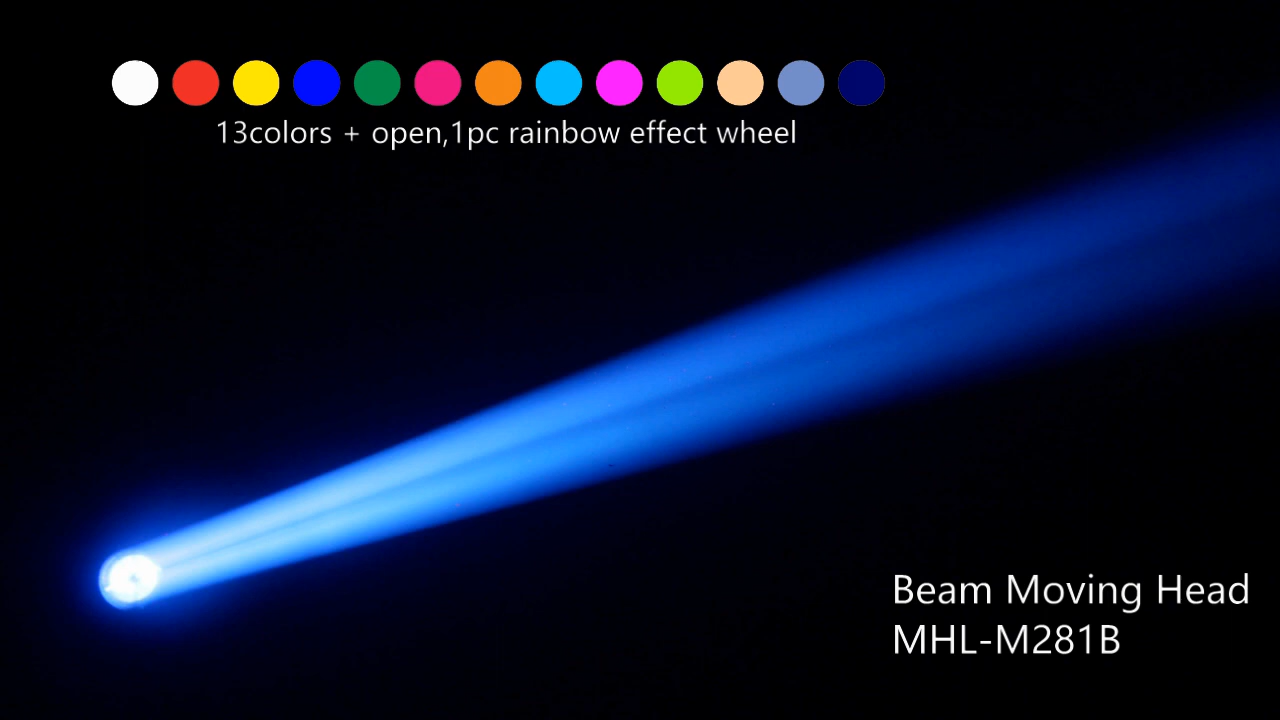 13colors + open,1pc rainbow effect wheel
Beam Moving Head
MHL-M281B